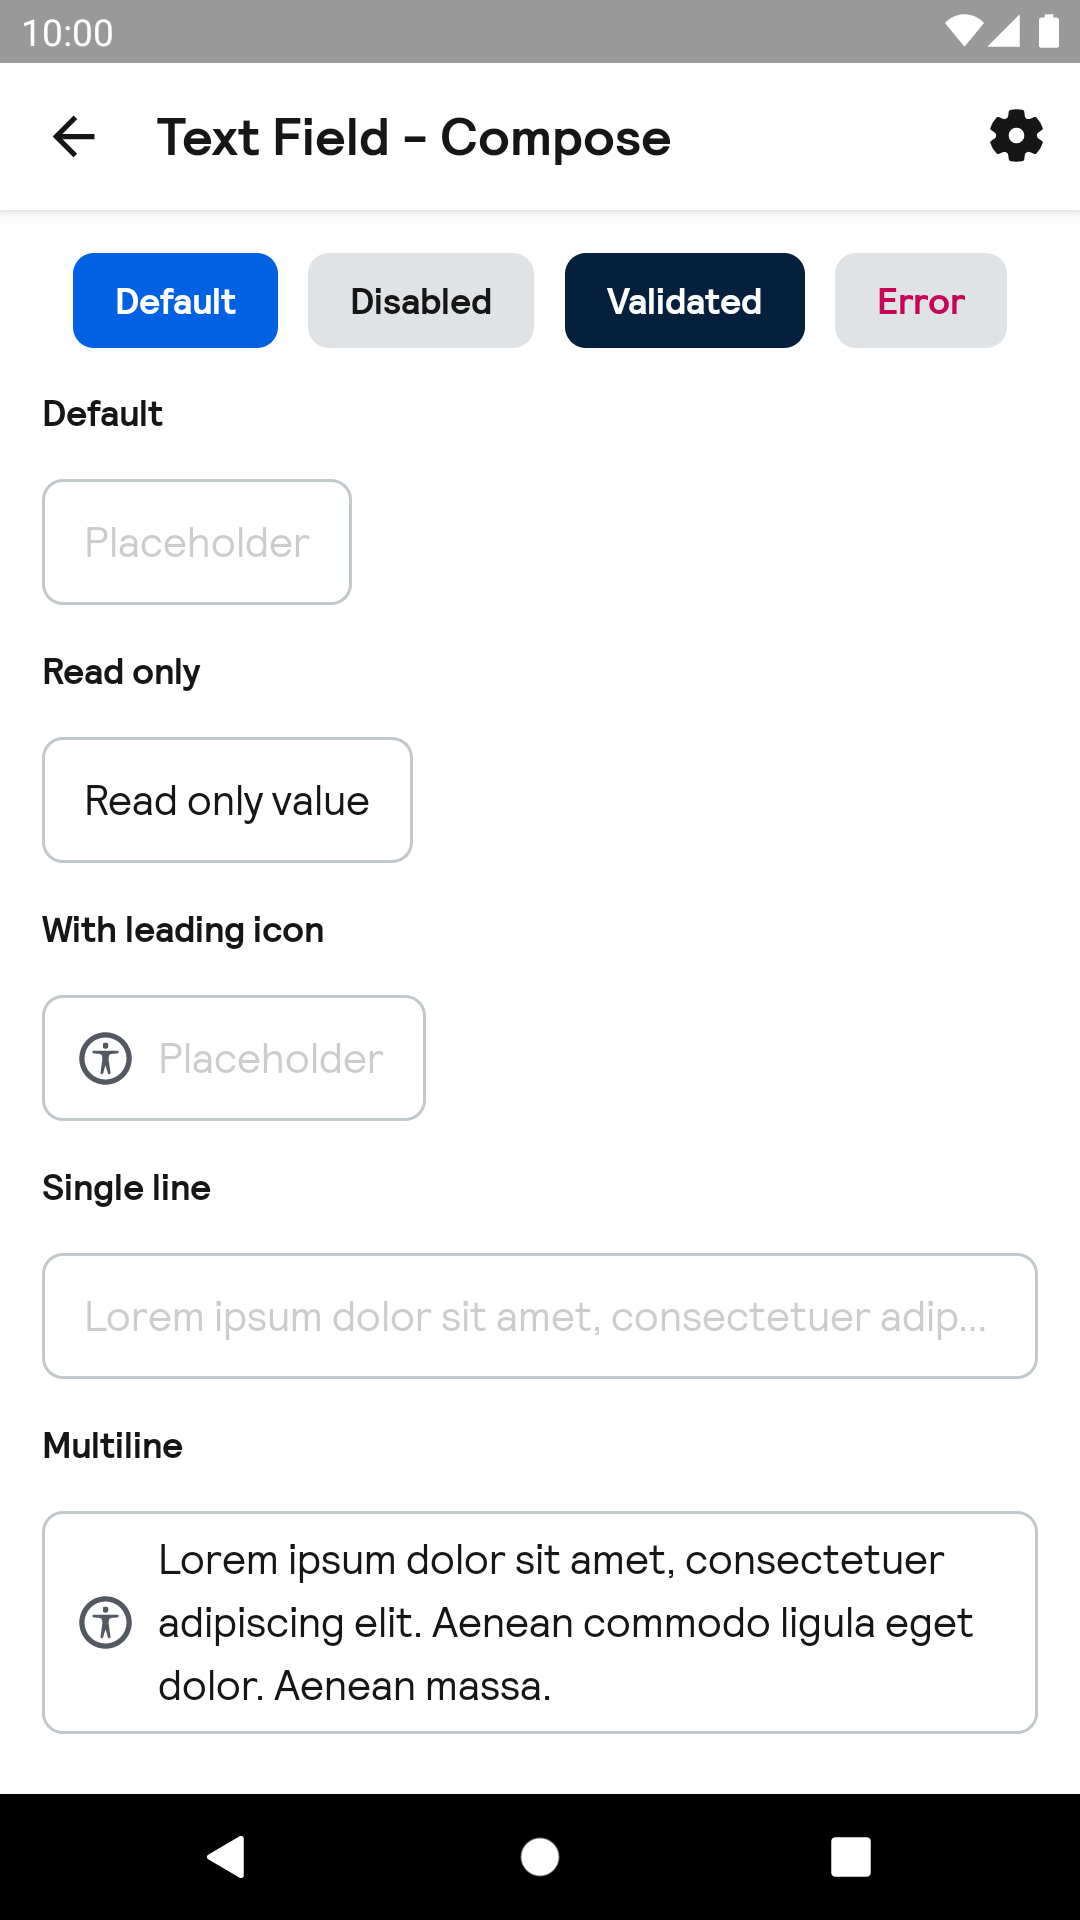 10:00
Text Field - Compose
Default
Disabled
Validated
Error
Default
Placeholder
Read only
Read only value
With leading icon
Placeholder
Single line
Lorem ipsum dolor sit amet, consectetuer adip...
Multiline
Lorem ipsum dolor sit amet, consectetuer
adipiscing elit. Aenean commodo ligula eget
dolor. Aenean massa.